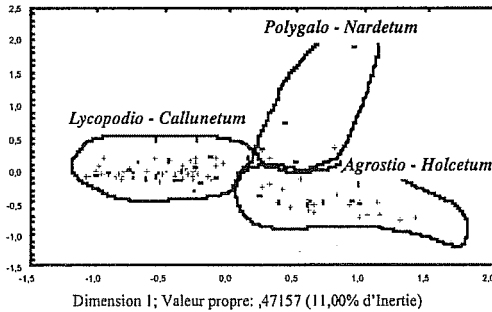 2,5
Polygalo - Nardetum
2,0
1,5
1,0
Lycopodio - Callunetum
0,5
Agrostio - Holcetum
0,0
-0,5
-1,0
-1,5
-1,5 -1,0 -0,5 0,0 0,5 1,0 1,5 2,0
Dimension 1; Valeur propre: ,47157 (11,00% d'Inertie)